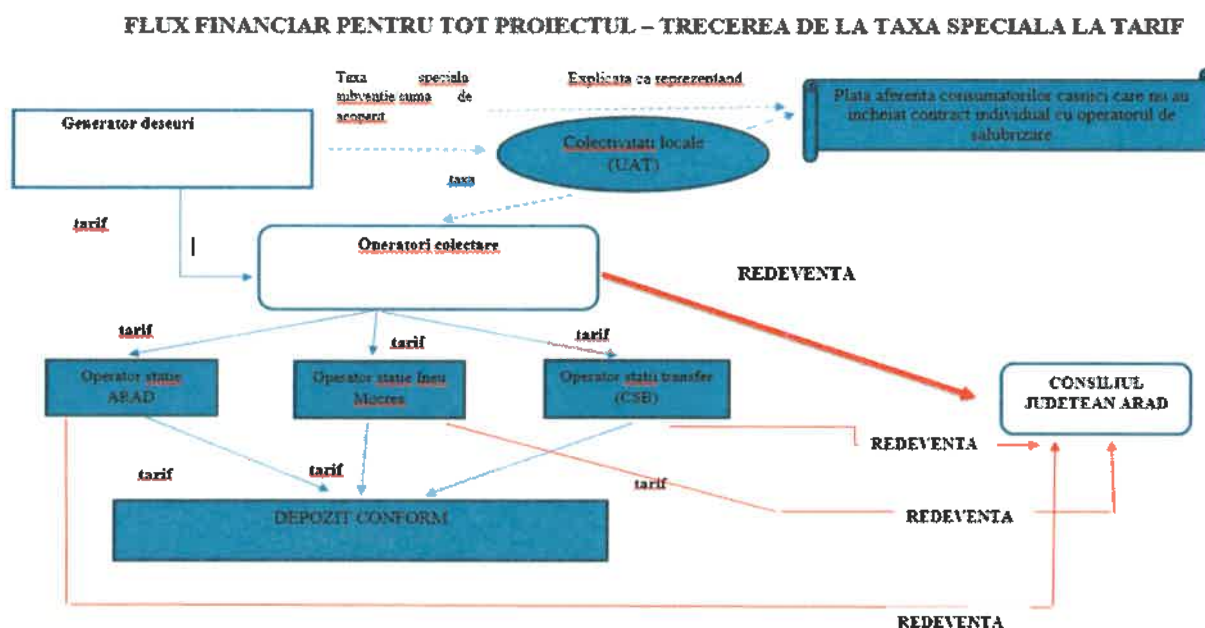 FLUX FINANCIAR PENTRU TOT PROIECTUL – TRECEREA DE LA TAXA SPECIALA LA TARIF
Taxa speciala
subventie suma de
acoperit
Explicata ca reprezentand
Plata aferenta consumatorilor casnici care nu au
incheiat contract individual cu operatorul de
salubrizare
Generator deseuri
Colectivitati locale
(UAT)
taxa
tarif
Operatori colectare
REDEVENTA
tarif
tarif
tarif
Operator statie
ARAD
Operator statie Ineu
Mocrea
Operator statii transfer
(CSB)
CONSILIUL
JUDETEAN ARAD
REDEVENTA
tarif
tarif
tarif
DEPOZIT CONFORM
REDEVENTA
REDEVENTA